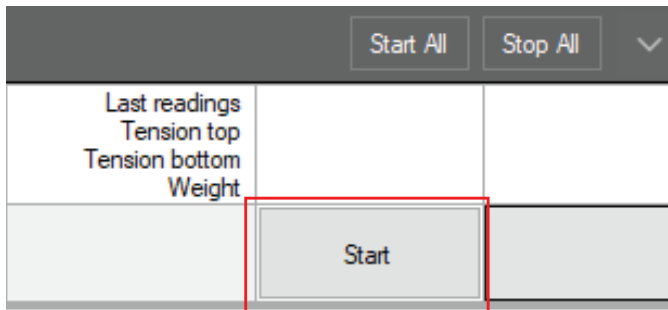 Start All Stop All
Last readings
Tension top
Tension bottom
Weight
Start